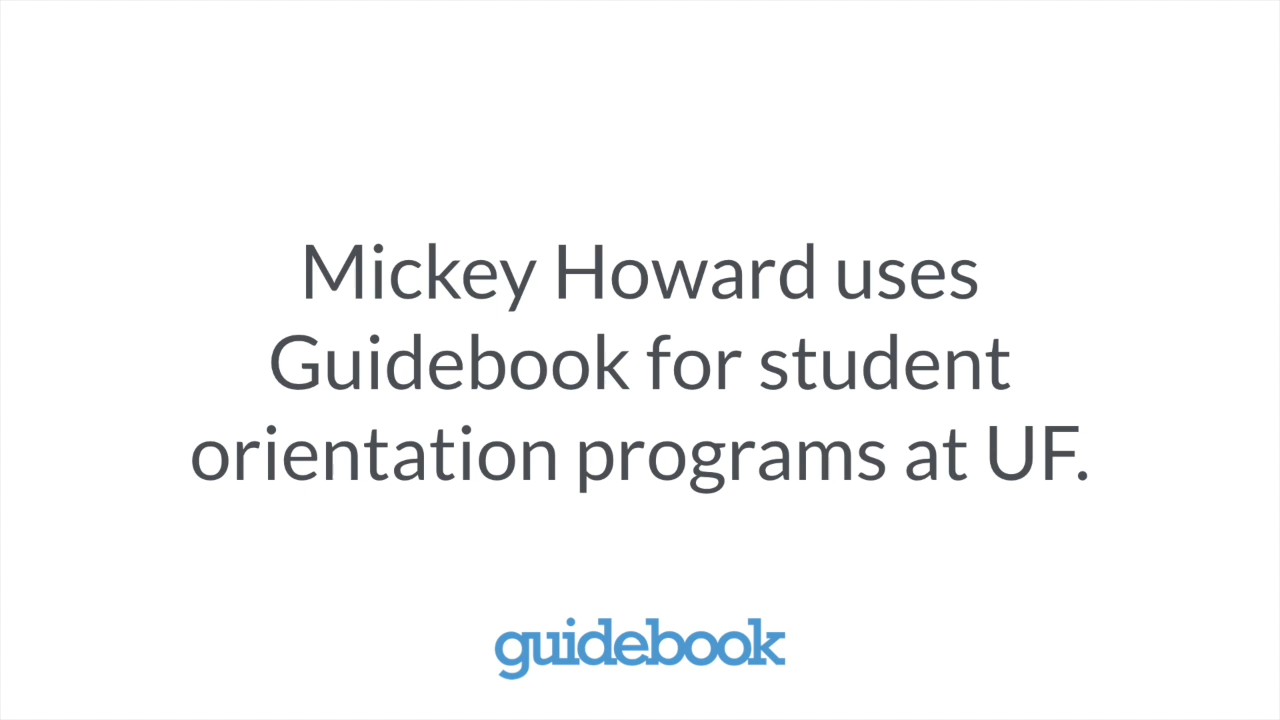 Mickey Howard uses
Guidebook for student
orientation programs at UF.
guidebook